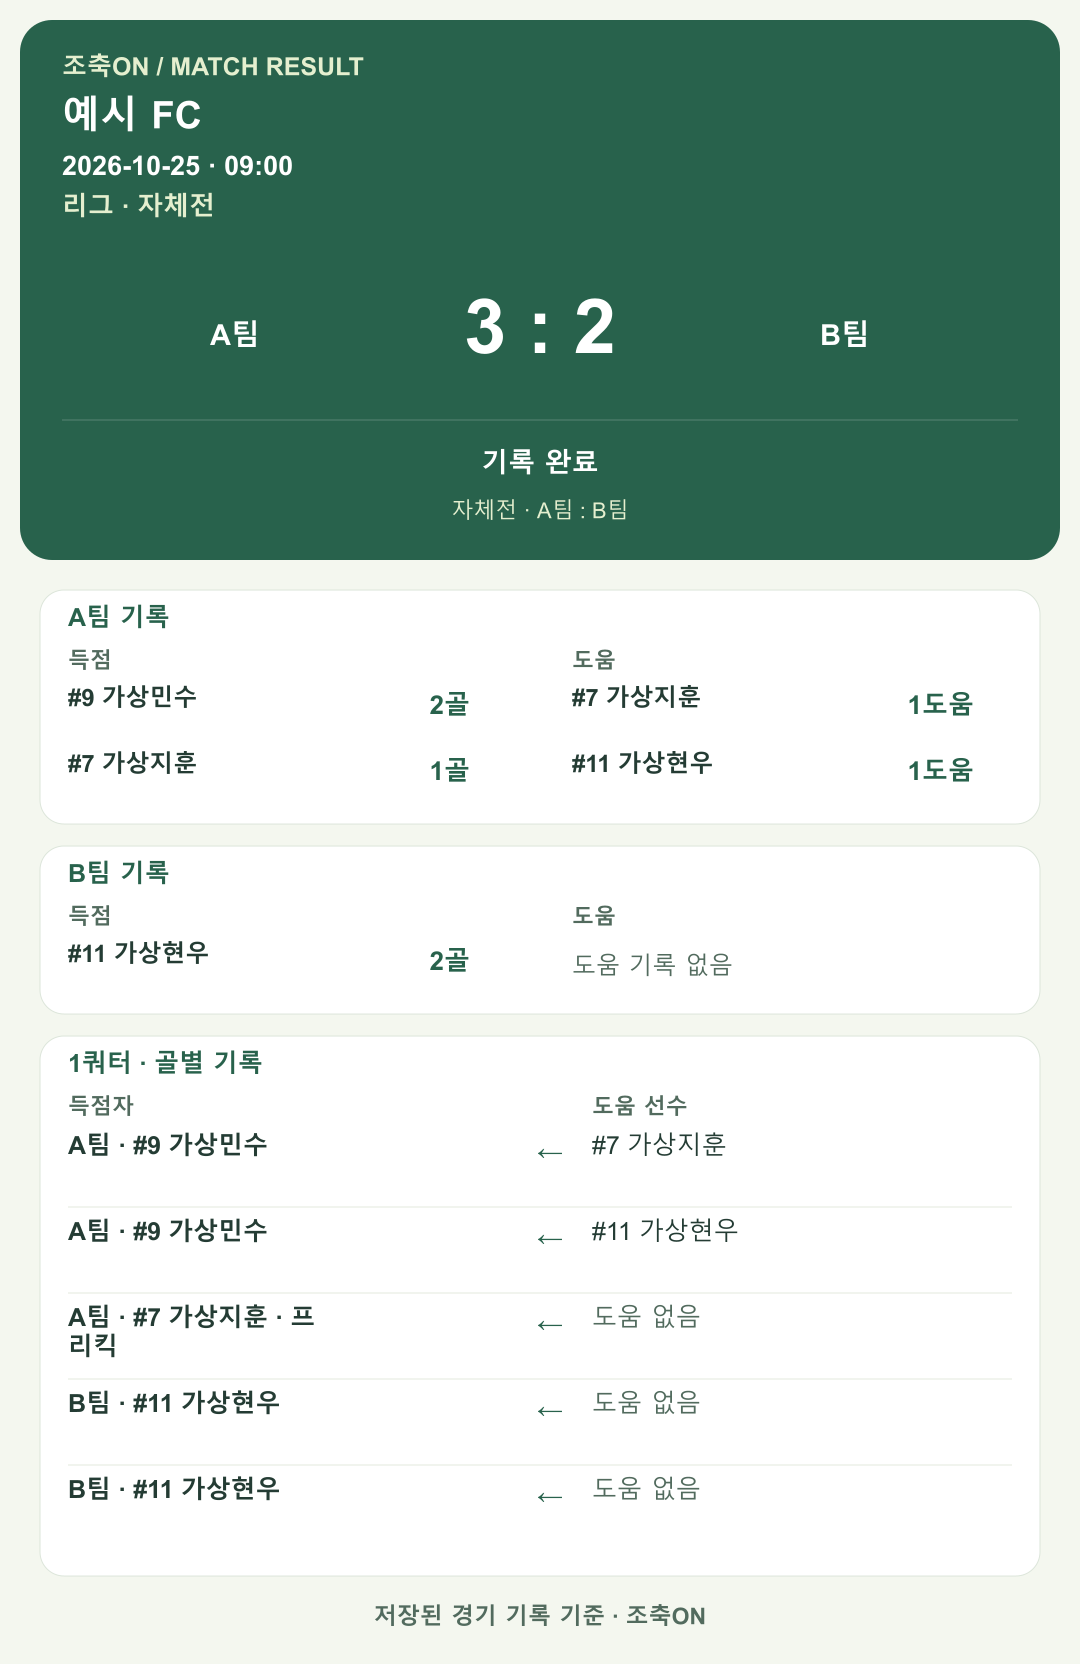 조축ON / MATCH RESULT
예시 FC
2026-10-25 · 09:00
리그 · 자체전
A팀 3 : 2 B팀
기록 완료
자체전 · A팀 : B팀
A팀 기록
득점 도움
#9 가상민수 2골 #7 가상지훈 1도움
#7 가상지훈 1골 #11 가상현우 1도움
B팀 기록
득점 도움
#11 가상현우 2골 도움 기록 없음
1쿼터 · 골별 기록
득점자 도움 선수
A팀 · #9 가상민수 ← #7 가상지훈
A팀 · #9 가상민수 ← #11 가상현우
A팀 · #7 가상지훈 · 프 ← 도움 없음
리킥
B팀 · #11 가상현우 ← 도움 없음
B팀 · #11 가상현우 ← 도움 없음
저장된 경기 기록 기준 · 조축ON